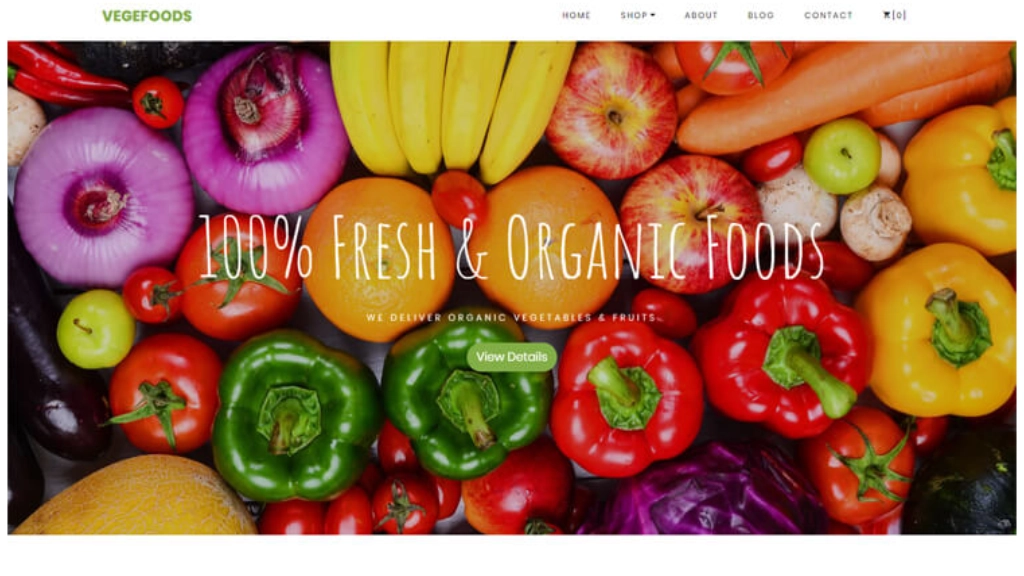 VEGEFOODS
HOME SHOP ABOUT BLOG CONTACT [0]
100% FRESH & ORGANIC FOODS
WE DELIVER ORGANIC VEGETABLES & FRUITS
View Details